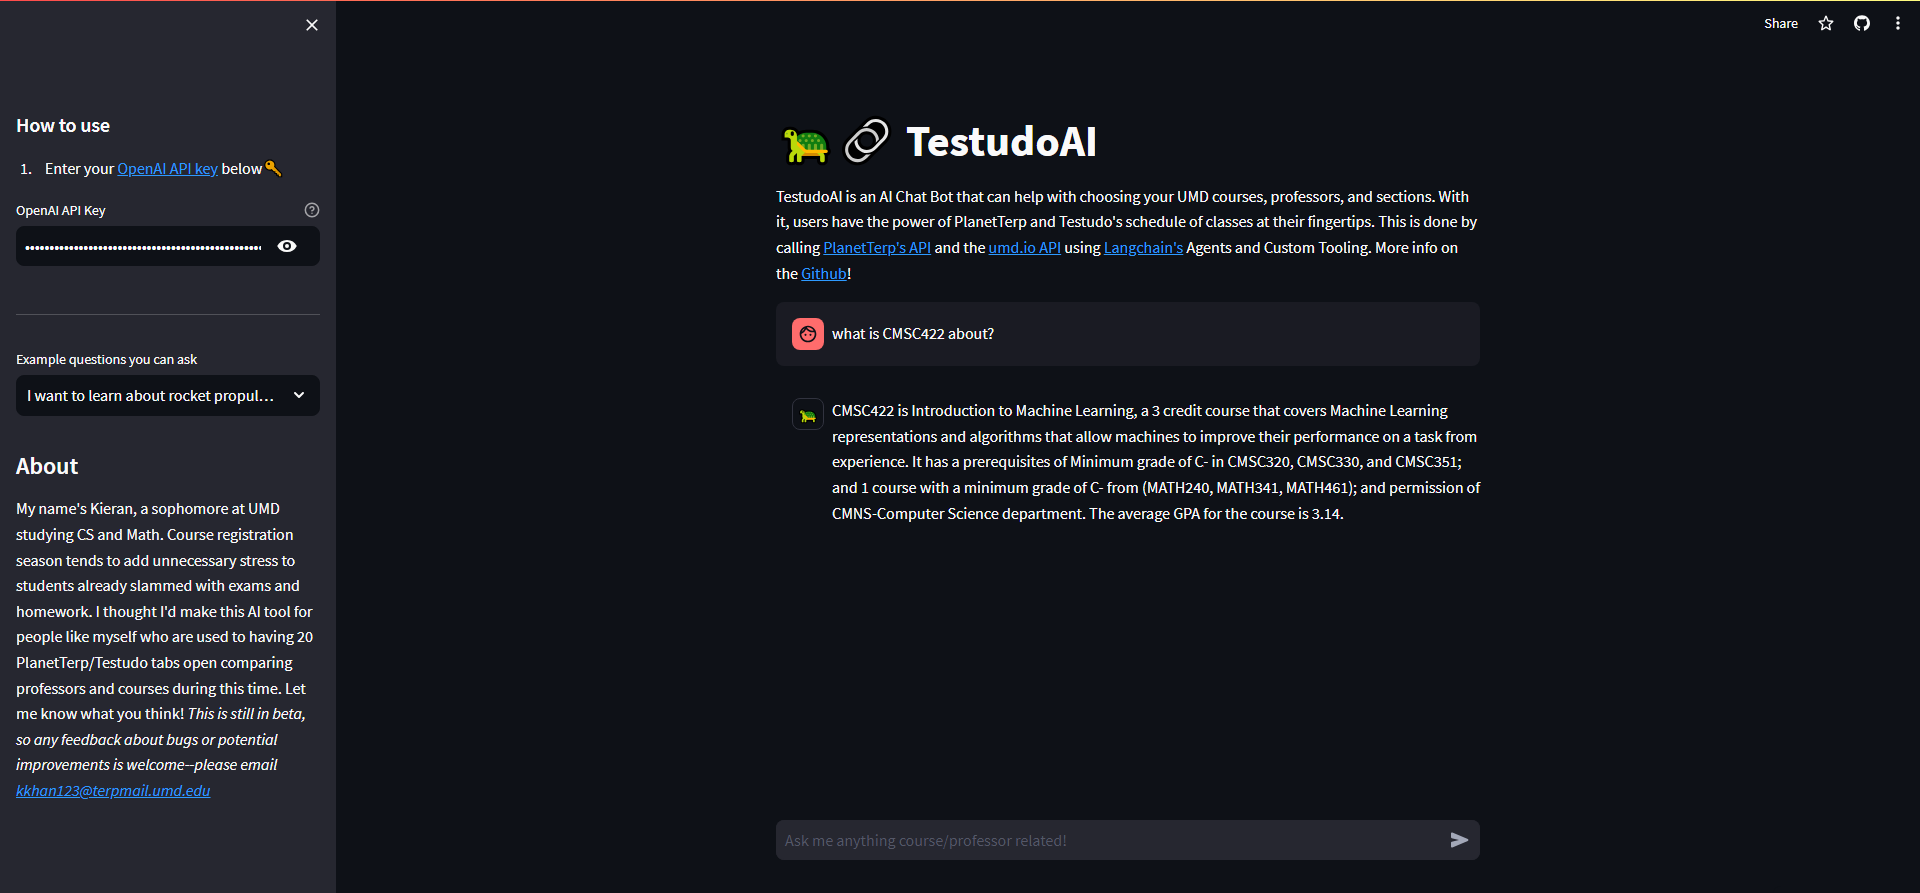 Share
How to use
1. Enter your OpenAI API key below
OpenAI API Key
Example questions you can ask
I want to learn about rocket propul...
About
My name's Kieran, a sophomore at UMD
studying CS and Math. Course registration
season tends to add unnecessary stress to
students already slammed with exams and
homework. I thought I'd make this AI tool for
people like myself who are used to having 20
PlanetTerp/Testudo tabs open comparing
professors and courses during this time. Let
me know what you think! This is still in beta,
so any feedback about bugs or potential
improvements is welcome--please email
kkhan123@terpmail.umd.edu
TestudoAI
TestudoAI is an AI Chat Bot that can help with choosing your UMD courses, professors, and sections. With
it, users have the power of PlanetTerp and Testudo's schedule of classes at their fingertips. This is done by
calling PlanetTerp's API and the umd.io API using Langchain's Agents and Custom Tooling. More info on
the Github!
what is CMSC422 about?
CMSC422 is Introduction to Machine Learning, a 3 credit course that covers Machine Learning
representations and algorithms that allow machines to improve their performance on a task from
experience. It has a prerequisites of Minimum grade of C- in CMSC320, CMSC330, and CMSC351;
and 1 course with a minimum grade of C- from (MATH240, MATH341, MATH461); and permission of
CMNS-Computer Science department. The average GPA for the course is 3.14.
Ask me anything course/professor related!